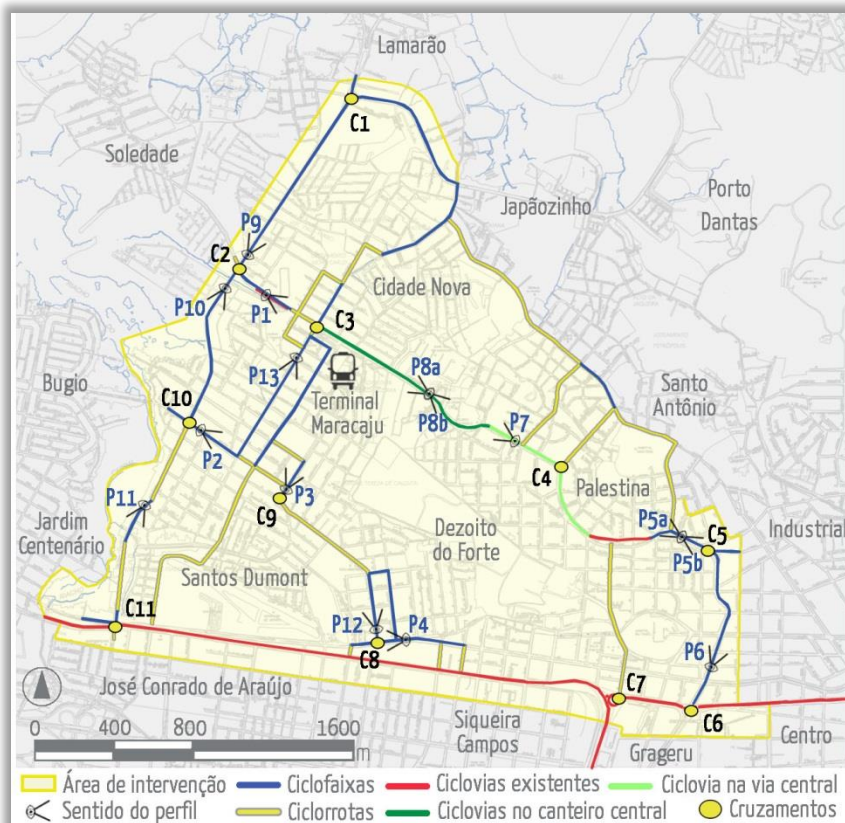 Lamarão
C1
Soledade
Porto
Dantas
Japãozinho
P9
C2
Cidade Nova
P10
P1
C3
P8a
P13
Terminal
Maracaju
Bugio
Santo
Antônio
P8b
P7
C10
P2
C4
Palestina
P3
C9
P11
Dezoito
do Forte
P5a
C5
Industrial
P5b
Jardim
Centenário
Santos Dumont
C11
P12
P4
C8
P6
José Conrado de Araújo
C7
C6
Siqueira
Campos
Centro
Grageru
0 400 800 1600
m
Área de intervenção Ciclofaixas Ciclovias existentes Ciclovia na via central
Sentido do perfil Ciclorrotas Ciclovias no canteiro central Cruzamentos